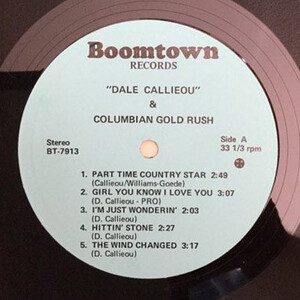 Boomtown
RECORDS
"DALE CALLIEOU"
&
COLUMBIAN GOLD RUSH
Stereo
BT-7913
Side A
33 1/3 rpm
1. PART TIME COUNTRY STAR 2:49
(Callieou/Williams-Goede)
2. GIRL YOU KNOW I LOVE YOU 3:07
(D. Callieou - PRO)
3. I'M JUST WONDERIN' 2:03
(D. Callieou)
4. HITTIN' STONE 2:27
(D. Callieou)
5. THE WIND CHANGED 3:17
(D. Callieou)